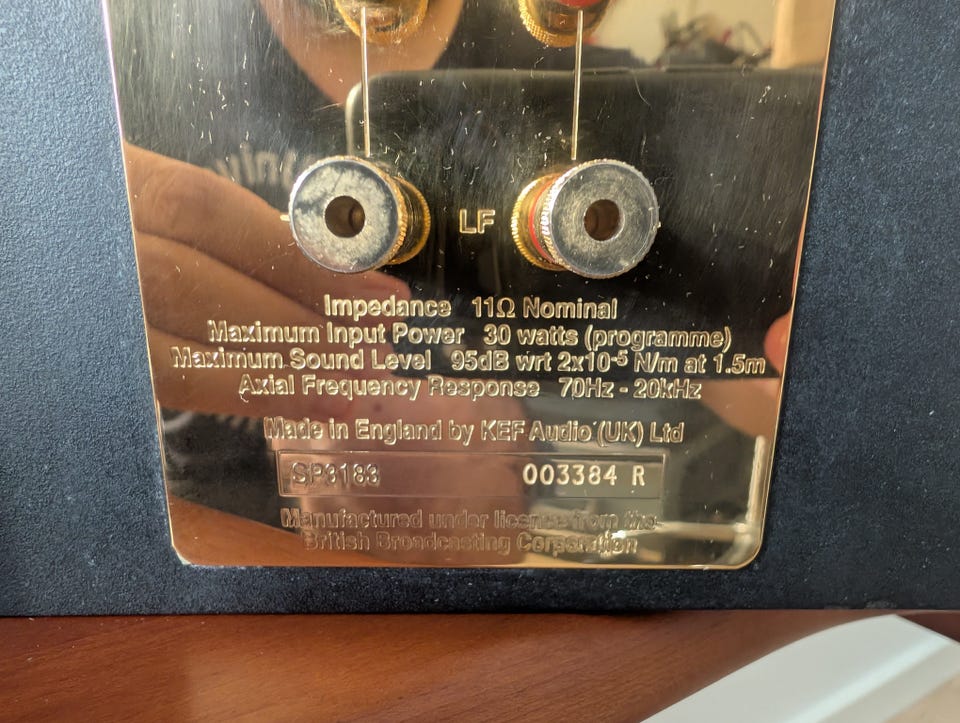 LF
Impedance 11Ω Nominal
Maximum Input Power 30 watts (programme)
Maximum Sound Level 95dB wrt 2x10⁻⁵ N/m at 1.5m
Axial Frequency Response 70Hz - 20kHz
Made in England by KEF Audio (UK) Ltd
SP3183 003384 R
Manufactured under licence from the
British Broadcasting Corporation